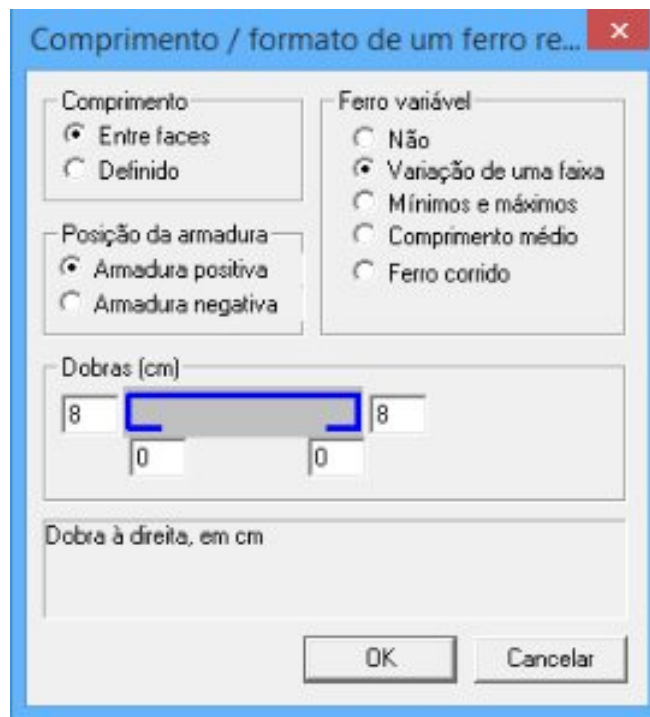 Comprimento / formato de um ferro re...
Comprimento
Entre faces
Definido
Posição da armadura
Armadura positiva
Armadura negativa
Ferro variável
Não
Variação de uma faixa
Mínimos e máximos
Comprimento médio
Ferro corrido
Dobras (cm)
8 8
0 0
Dobra à direita, em cm
OK Cancelar